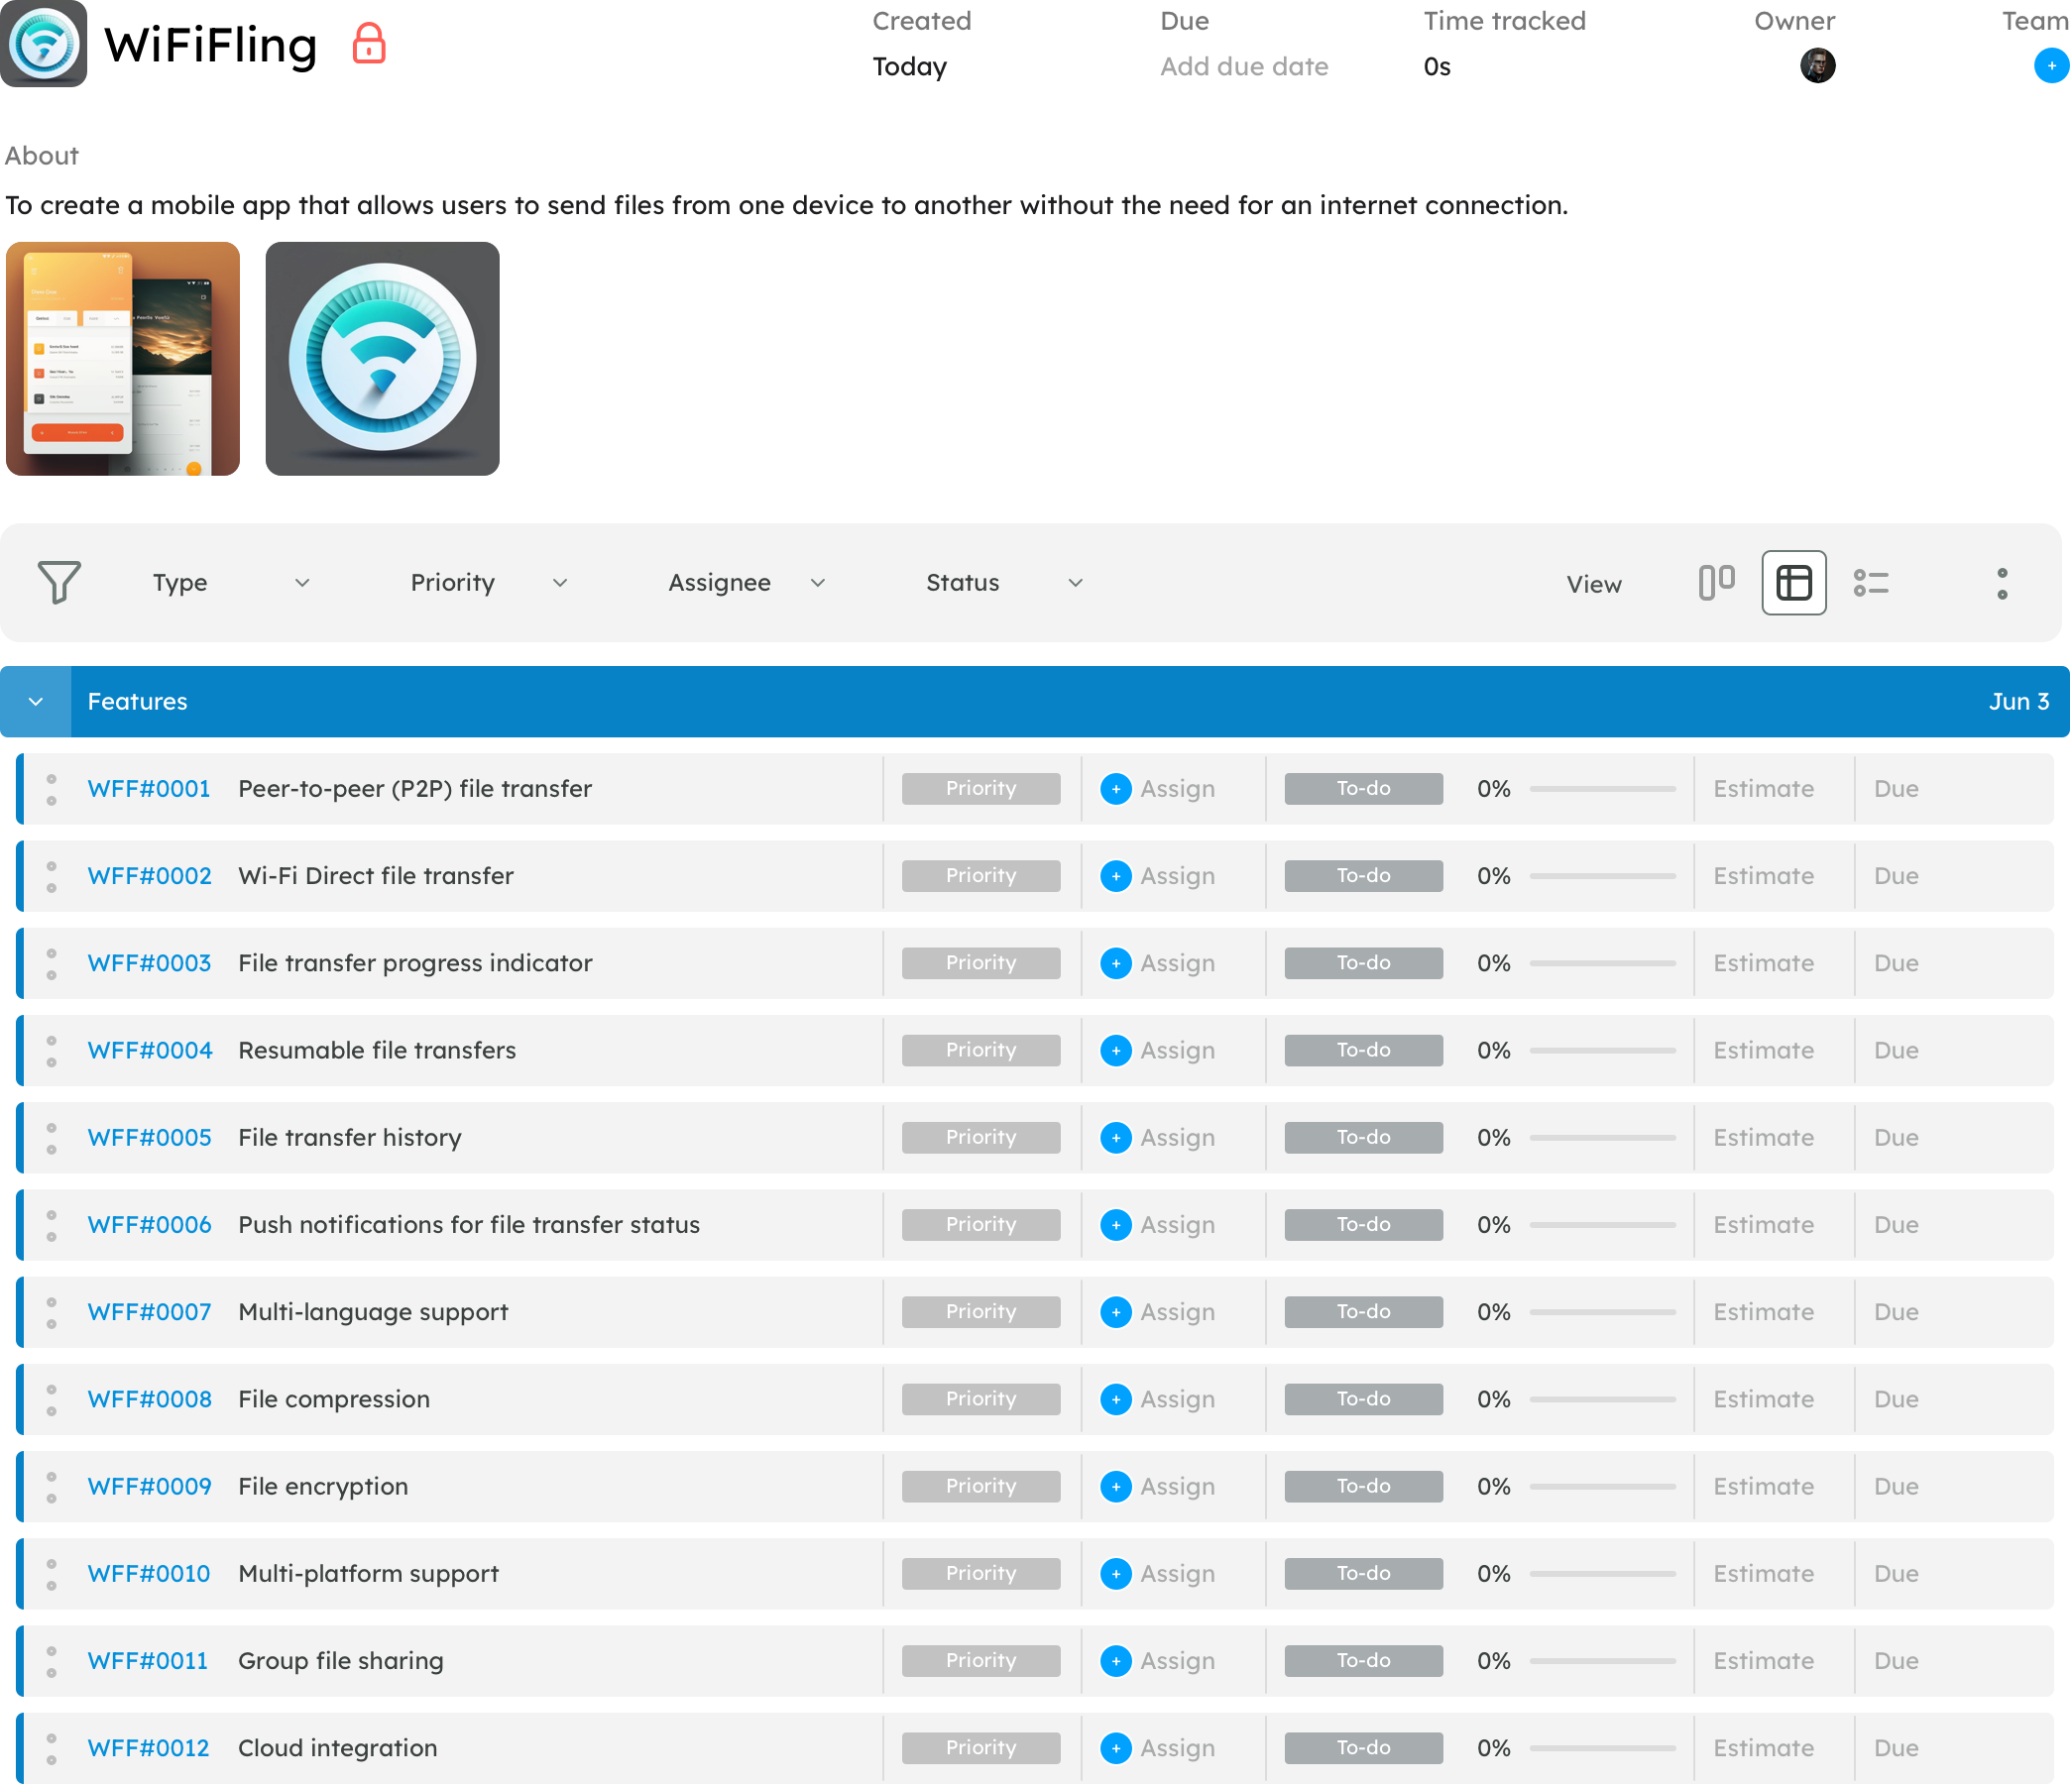 WiFiFling
Created
Today
Due
Add due date
Time tracked
0s
Owner
Team
About
To create a mobile app that allows users to send files from one device to another without the need for an internet connection.
Type
Priority
Assignee
Status
View
Features
Jun 3
WFF#0001 Peer-to-peer (P2P) file transfer Priority + Assign To-do 0% Estimate Due
WFF#0002 Wi-Fi Direct file transfer Priority + Assign To-do 0% Estimate Due
WFF#0003 File transfer progress indicator Priority + Assign To-do 0% Estimate Due
WFF#0004 Resumable file transfers Priority + Assign To-do 0% Estimate Due
WFF#0005 File transfer history Priority + Assign To-do 0% Estimate Due
WFF#0006 Push notifications for file transfer status Priority + Assign To-do 0% Estimate Due
WFF#0007 Multi-language support Priority + Assign To-do 0% Estimate Due
WFF#0008 File compression Priority + Assign To-do 0% Estimate Due
WFF#0009 File encryption Priority + Assign To-do 0% Estimate Due
WFF#0010 Multi-platform support Priority + Assign To-do 0% Estimate Due
WFF#0011 Group file sharing Priority + Assign To-do 0% Estimate Due
WFF#0012 Cloud integration Priority + Assign To-do 0% Estimate Due